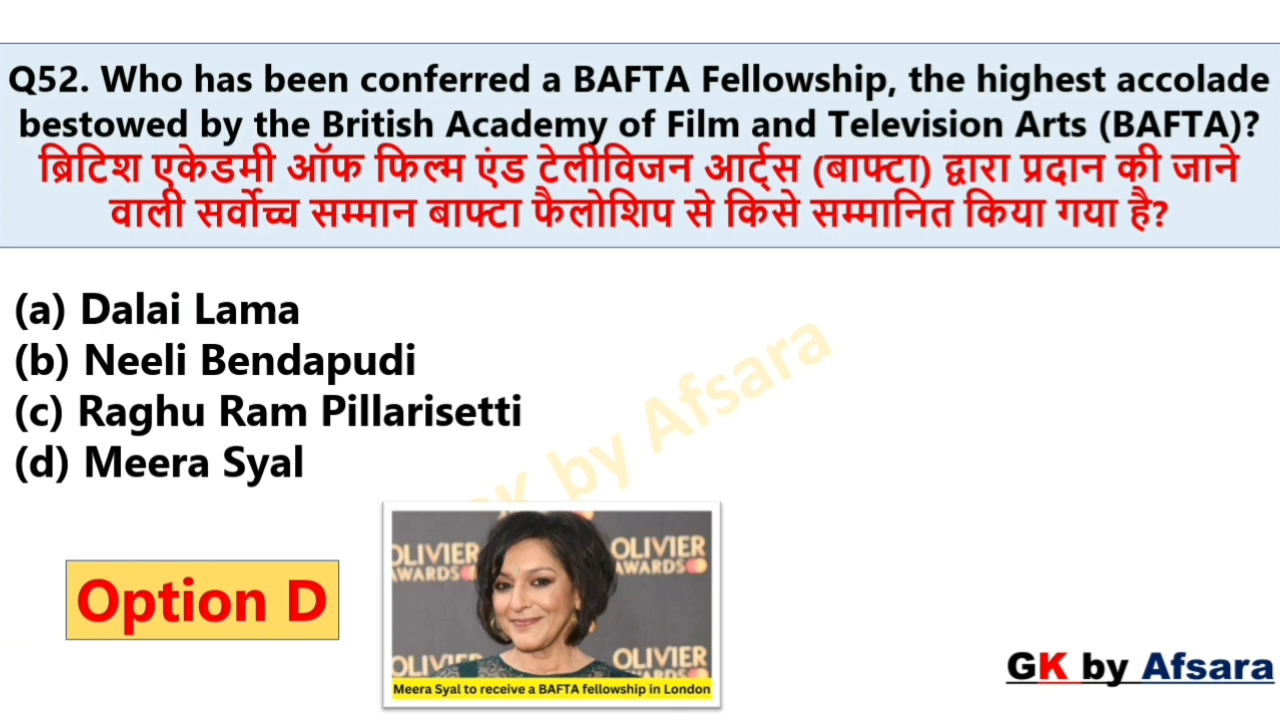 Q52. Who has been conferred a BAFTA Fellowship, the highest accolade
bestowed by the British Academy of Film and Television Arts (BAFTA)?
ब्रिटिश एकेडमी ऑफ फिल्म एंड टेलीविजन आर्ट्स (बाफ्टा) द्वारा प्रदान की जाने
वाली सर्वोच्च सम्मान बाफ्टा फैलोशिप से किसे सम्मानित किया गया है?
(a) Dalai Lama
(b) Neeli Bendapudi
(c) Raghu Ram Pillarisetti
(d) Meera Syal
GK by Afsara
Option D
OLIVIER
AWARDS
OLIVIER
AWARDS
OLIVIER
OLIVIER
AWARDS
Meera Syal to receive a BAFTA fellowship in London
GK by Afsara